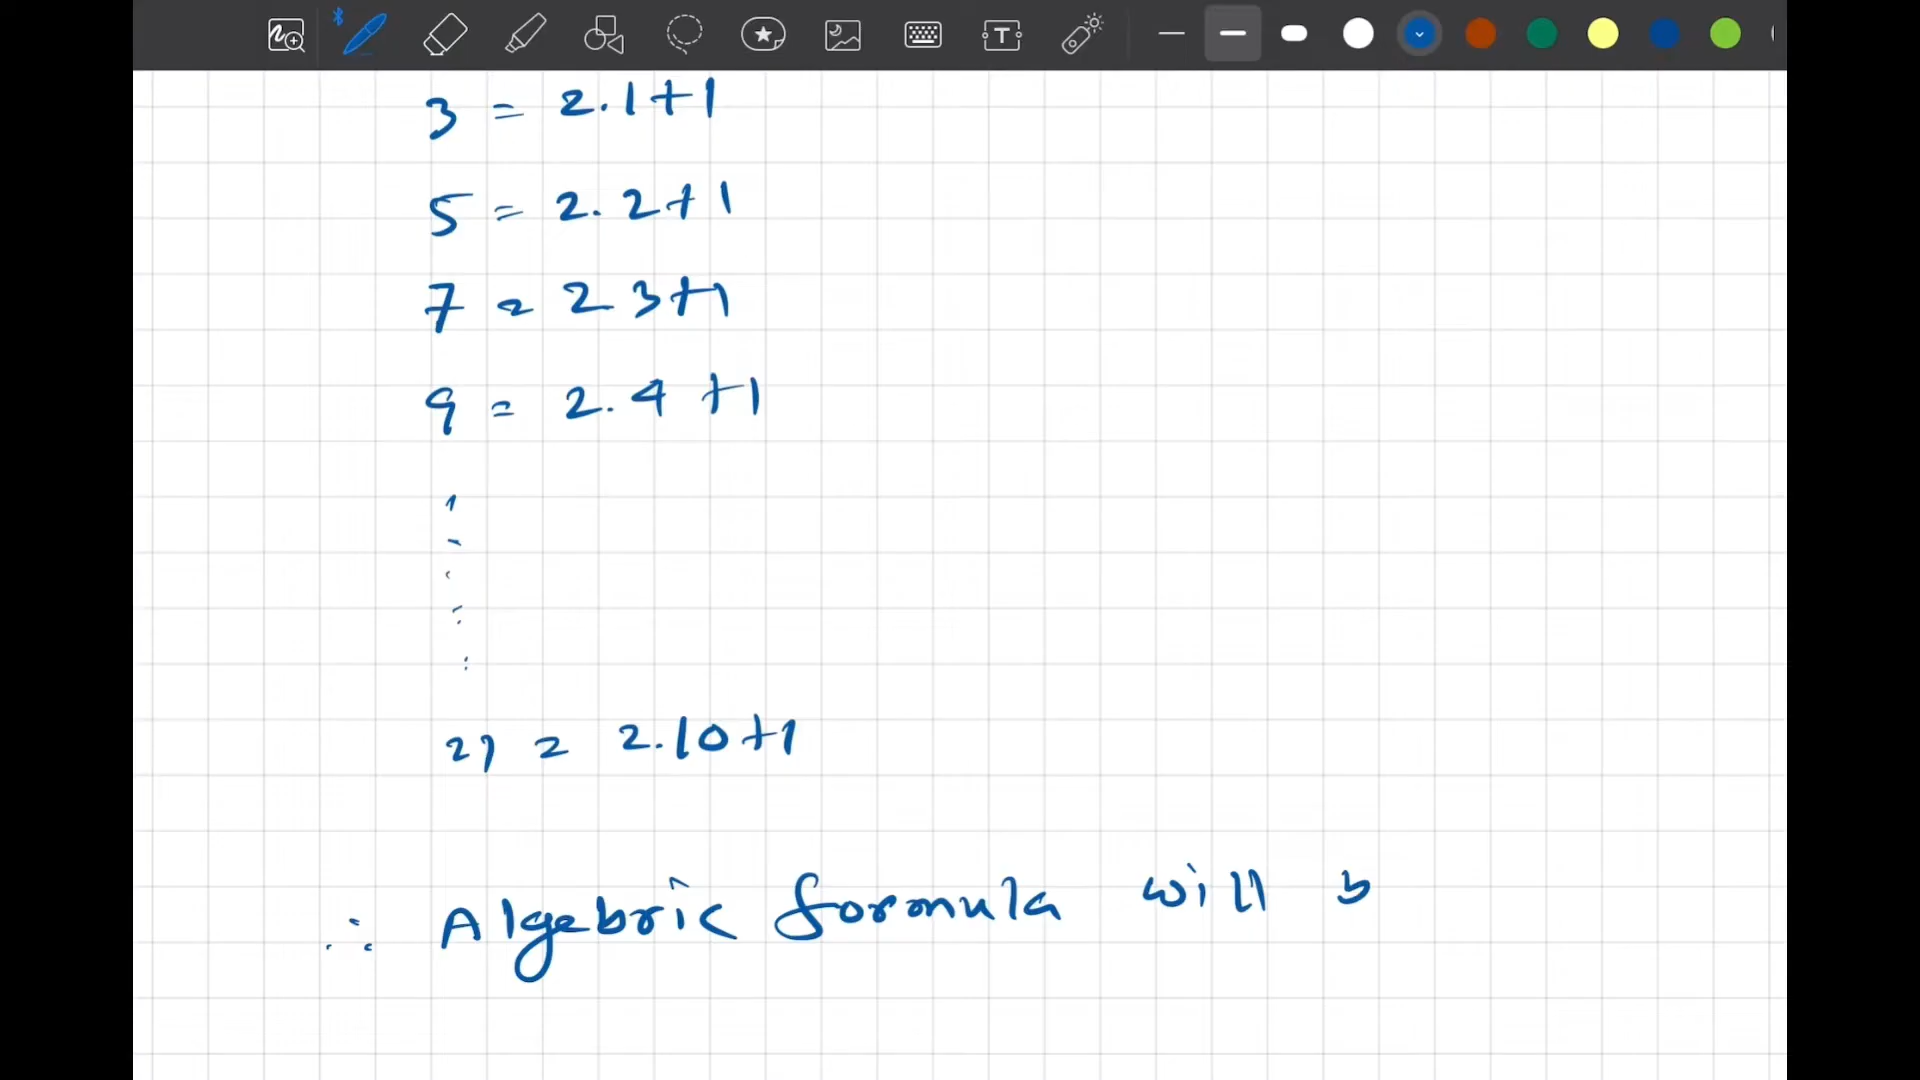 3 = 2.1+1
5 = 2.2+1
7 = 2 3+1
9 = 2.4 +1
21 = 2.10+1
∴ Algebric formula will b